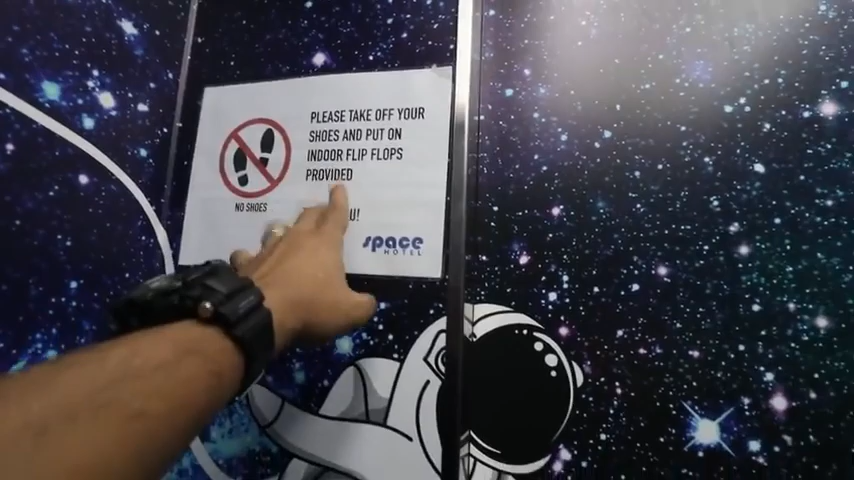 PLEASE TAKE OFF YOUR
SHOES AND PUT ON
INDOOR FLIP FLOPS
PROVIDED
NO SHOES
U!
space
HOTEL